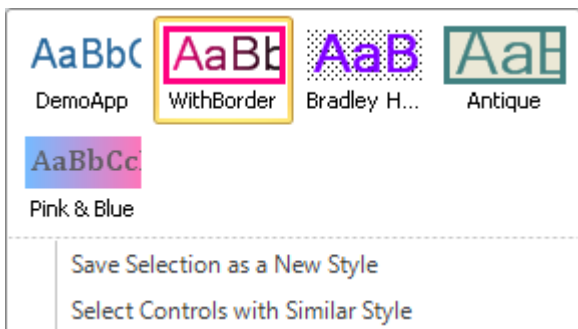 AaBbC AaBb AaB AaB
DemoApp WithBorder Bradley H... Antique
AaBbCc
Pink & Blue
Save Selection as a New Style
Select Controls with Similar Style